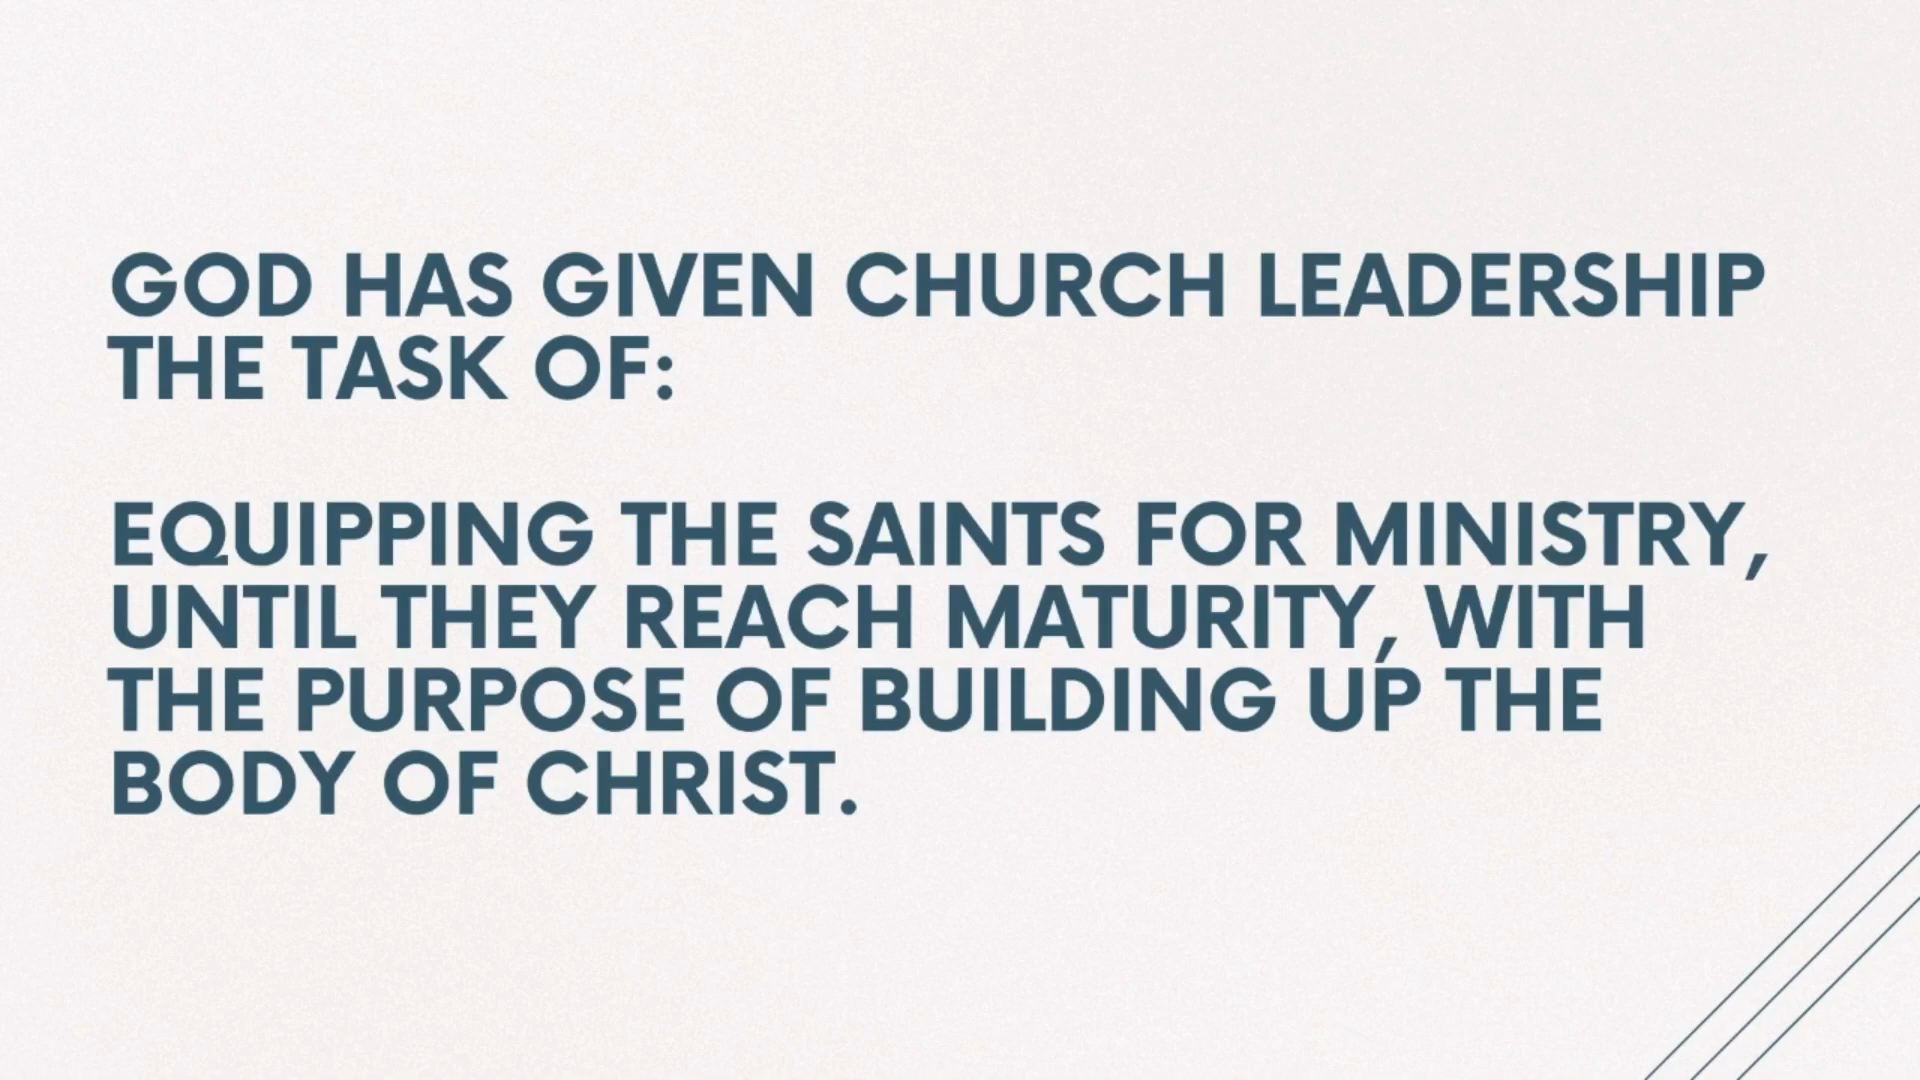 GOD HAS GIVEN CHURCH LEADERSHIP
THE TASK OF:
EQUIPPING THE SAINTS FOR MINISTRY,
UNTIL THEY REACH MATURITY, WITH
THE PURPOSE OF BUILDING UP THE
BODY OF CHRIST.